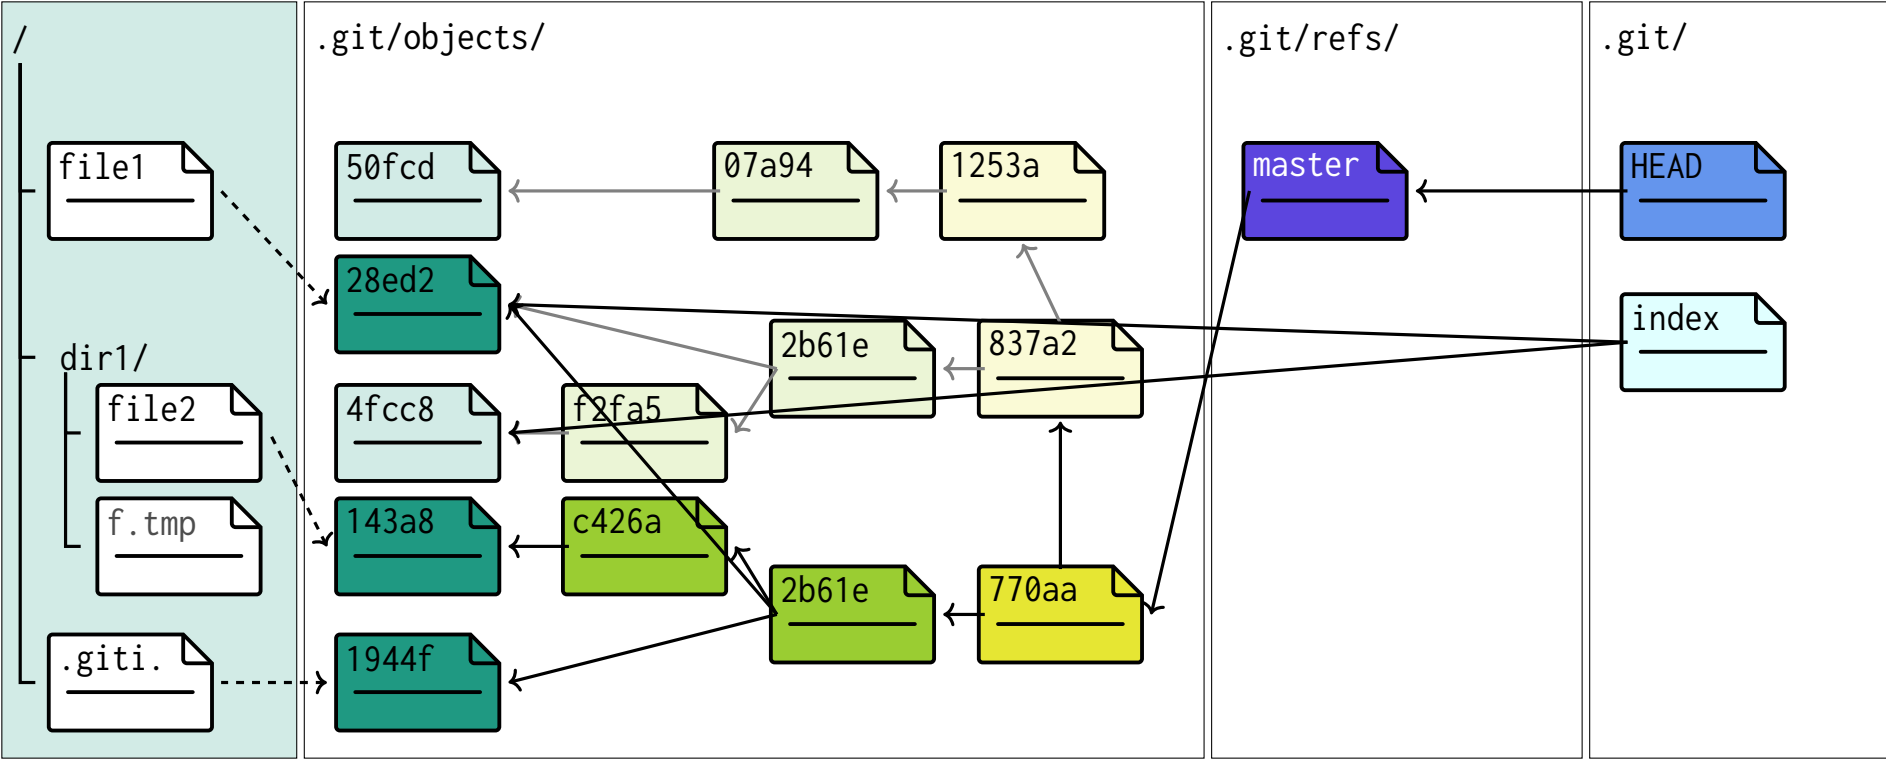 /
file1
dir1/
file2
f.tmp
.giti.
.git/objects/
50fcd
07a94
1253a
28ed2
2b61e
837a2
4fcc8
f2fa5
143a8
c426a
2b61e
770aa
1944f
.git/refs/
master
.git/
HEAD
index